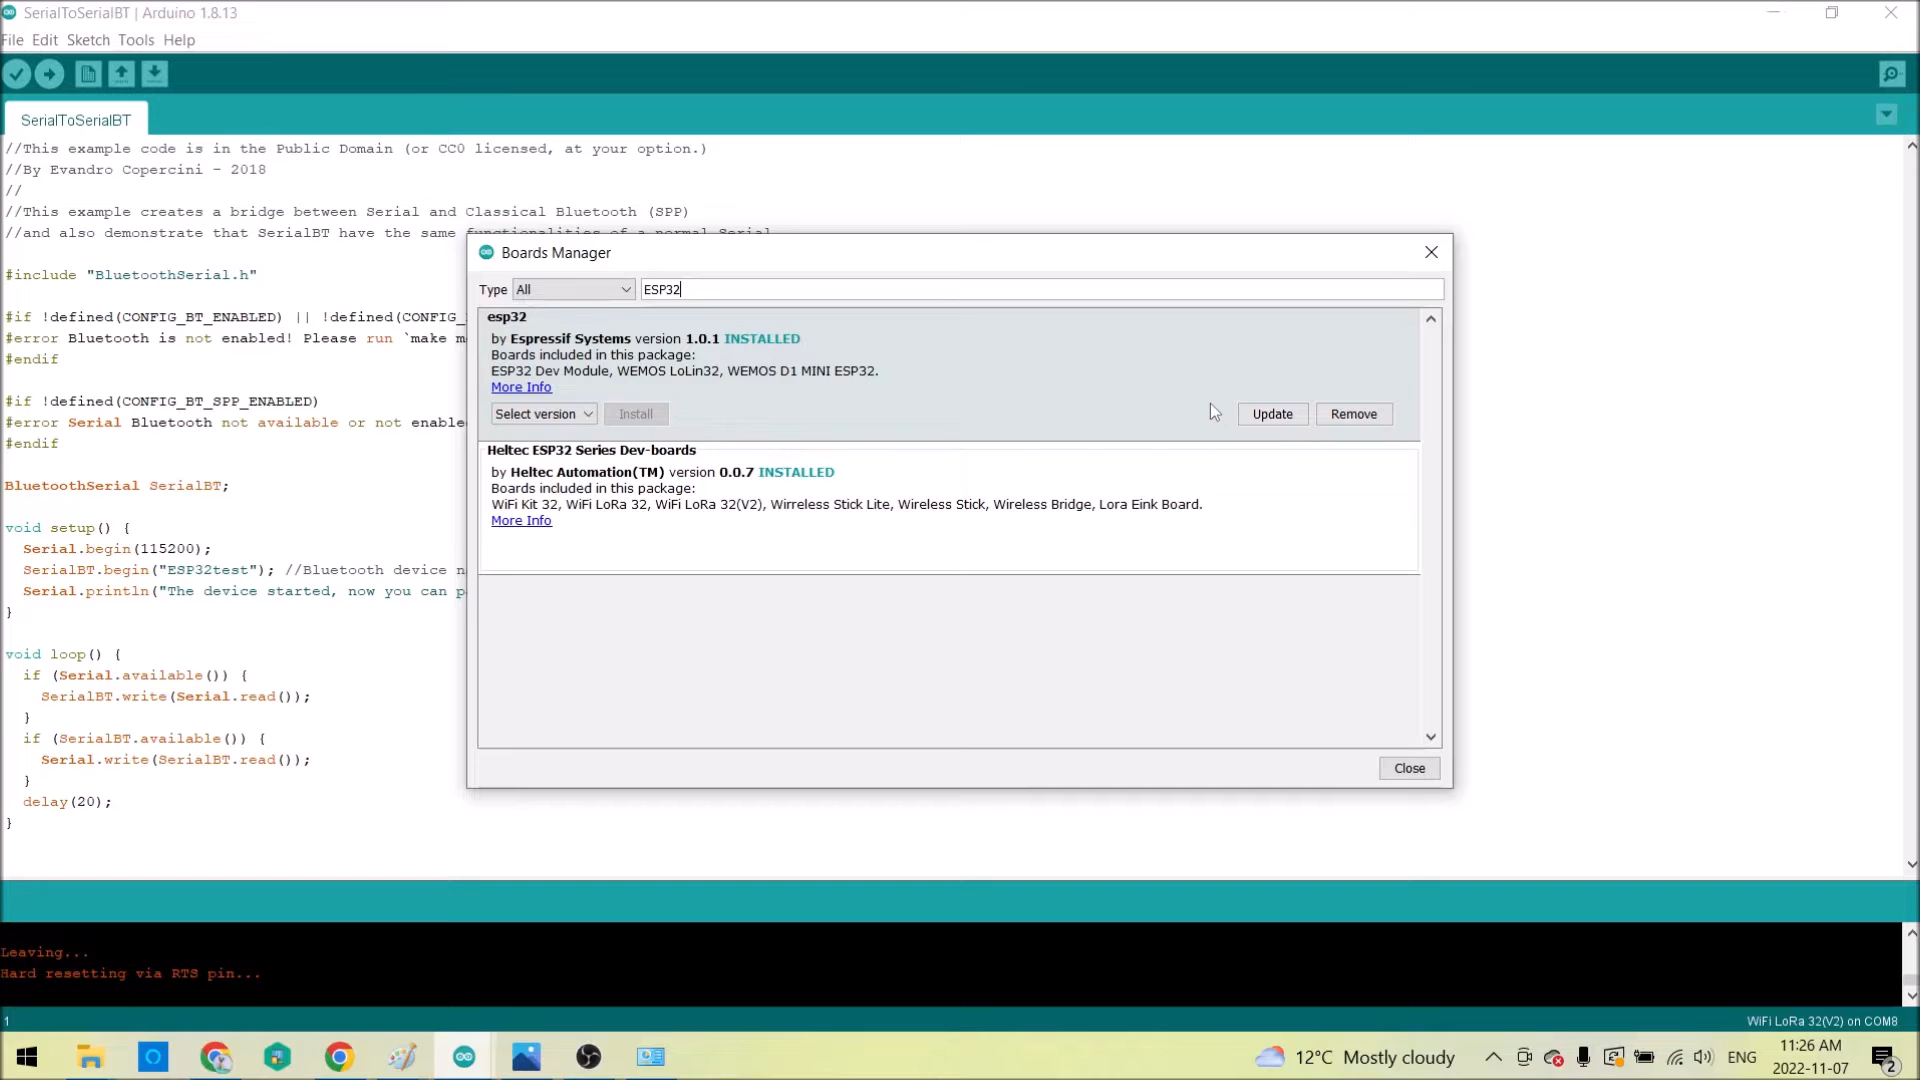 SerialToSerialBT | Arduino 1.8.13
File Edit Sketch Tools Help
SerialToSerialBT
//This example code is in the Public Domain (or CC0 licensed, at your option.)
//By Evandro Copercini - 2018
//
//This example creates a bridge between Serial and Classical Bluetooth (SPP)
//and also demonstrate that SerialBT have the same functionalities of a normal Serial
#include "BluetoothSerial.h"
#if !defined(CONFIG_BT_ENABLED) || !defined(CONFIG_
#error Bluetooth is not enabled! Please run `make m
#endif
#if !defined(CONFIG_BT_SPP_ENABLED)
#error Serial Bluetooth not available or not enable
#endif
BluetoothSerial SerialBT;
void setup() {
Serial.begin(115200);
SerialBT.begin("ESP32test"); //Bluetooth device n
Serial.println("The device started, now you can p
}
void loop() {
if (Serial.available()) {
SerialBT.write(Serial.read());
}
if (SerialBT.available()) {
Serial.write(SerialBT.read());
}
delay(20);
}
Boards Manager
Type All ESP32
esp32
by Espressif Systems version 1.0.1 INSTALLED
Boards included in this package:
ESP32 Dev Module, WEMOS LoLin32, WEMOS D1 MINI ESP32.
More Info
Select version Install Update Remove
Heltec ESP32 Series Dev-boards
by Heltec Automation(TM) version 0.0.7 INSTALLED
Boards included in this package:
WiFi Kit 32, WiFi LoRa 32, WiFi LoRa 32(V2), Wirreless Stick Lite, Wireless Stick, Wireless Bridge, Lora Eink Board.
More Info
Close
Leaving...
Hard resetting via RTS pin...
1 WiFi LoRa 32(V2) on COM8
12°C Mostly cloudy ENG 11:26 AM
2022-11-07 2